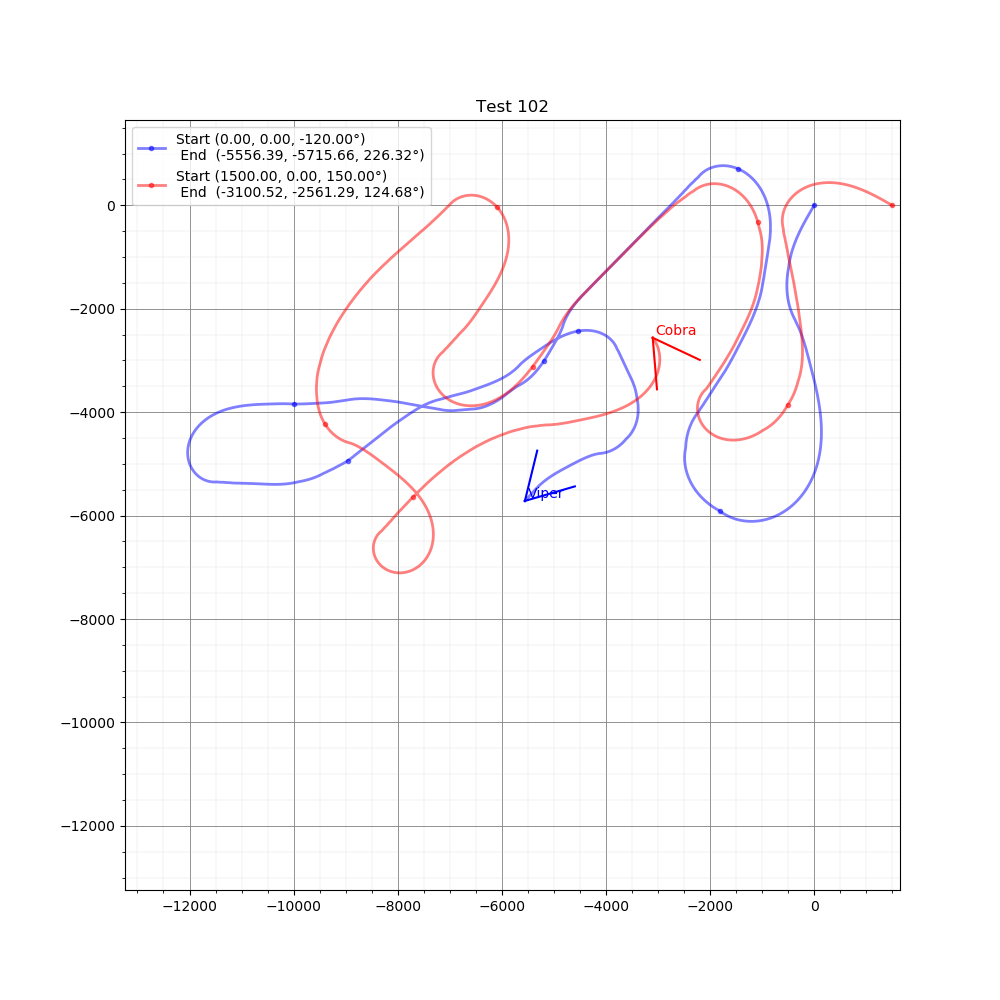 Test 102
Start (0.00, 0.00, -120.00°)
End (-5556.39, -5715.66, 226.32°)
Start (1500.00, 0.00, 150.00°)
End (-3100.52, -2561.29, 124.68°)
0
−2000
−4000
−6000
−8000
−10000
−12000
Cobra
Viper
−12000 −10000 −8000 −6000 −4000 −2000 0